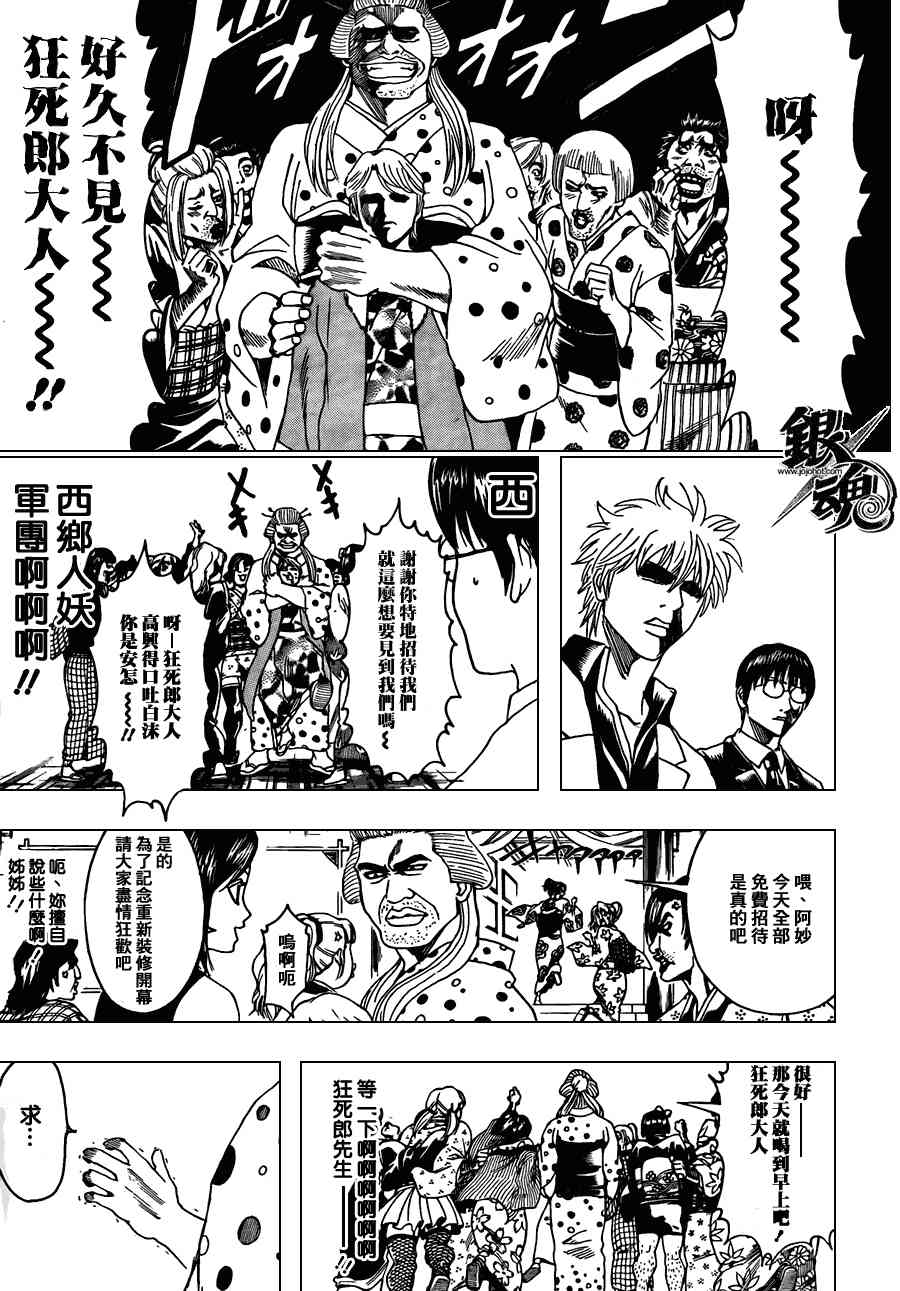 呀～～～
好久不見～～
狂死郎大人～～～!!
銀魂
www.jojohot.com
西
謝謝你特地招待我們
就這麼想要見到我們嗎～
呀—狂死郎大人
高興得口吐白沫
你是安怎～～～!!
西鄉人妖
軍團啊啊啊!!
喂、阿妙
今天全部
免費招待
是真的吧
嗚啊呃
是的
為了記念重新裝修開幕
請大家盡情狂歡吧
呃、妳擅自
說些什麼啊
姊姊!!
很好——
那今天就喝到早上吧!
狂死郎大人
等一下啊啊啊啊啊啊
狂死郎先生——!!
求…